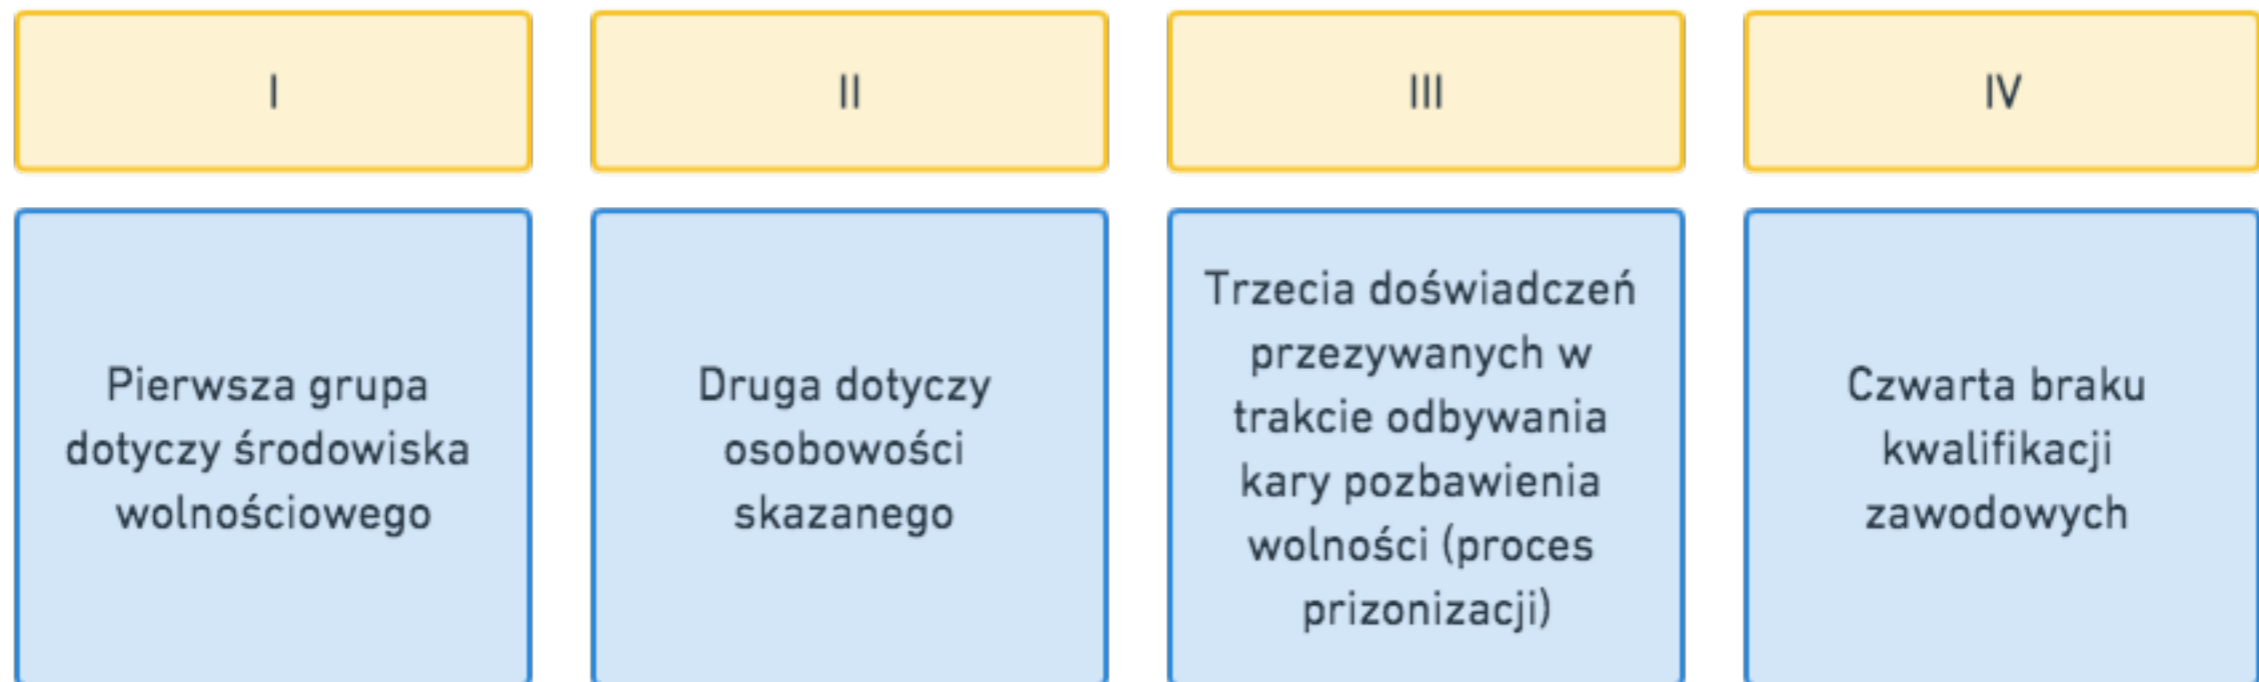 I
II
III
IV
Pierwsza grupa
dotyczy środowiska
wolnościowego
Druga dotyczy
osobowości
skazanego
Trzecia doświadczeń
przezywanych w
trakcie odbywania
kary pozbawienia
wolności (proces
prizonizacji)
Czwarta braku
kwalifikacji
zawodowych